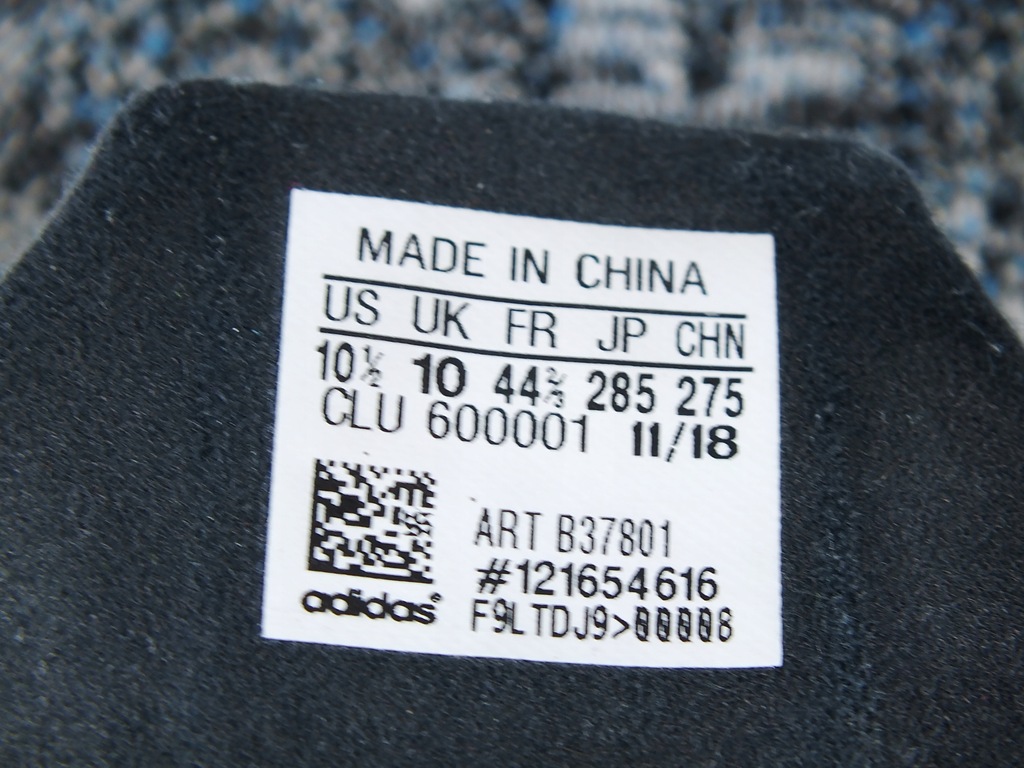 MADE IN CHINA
US UK FR JP CHN
10½ 10 44⅔ 285 275
CLU 600001 11/18
ART B37801
#121654616
adidas®
F9LTDJ9>00008